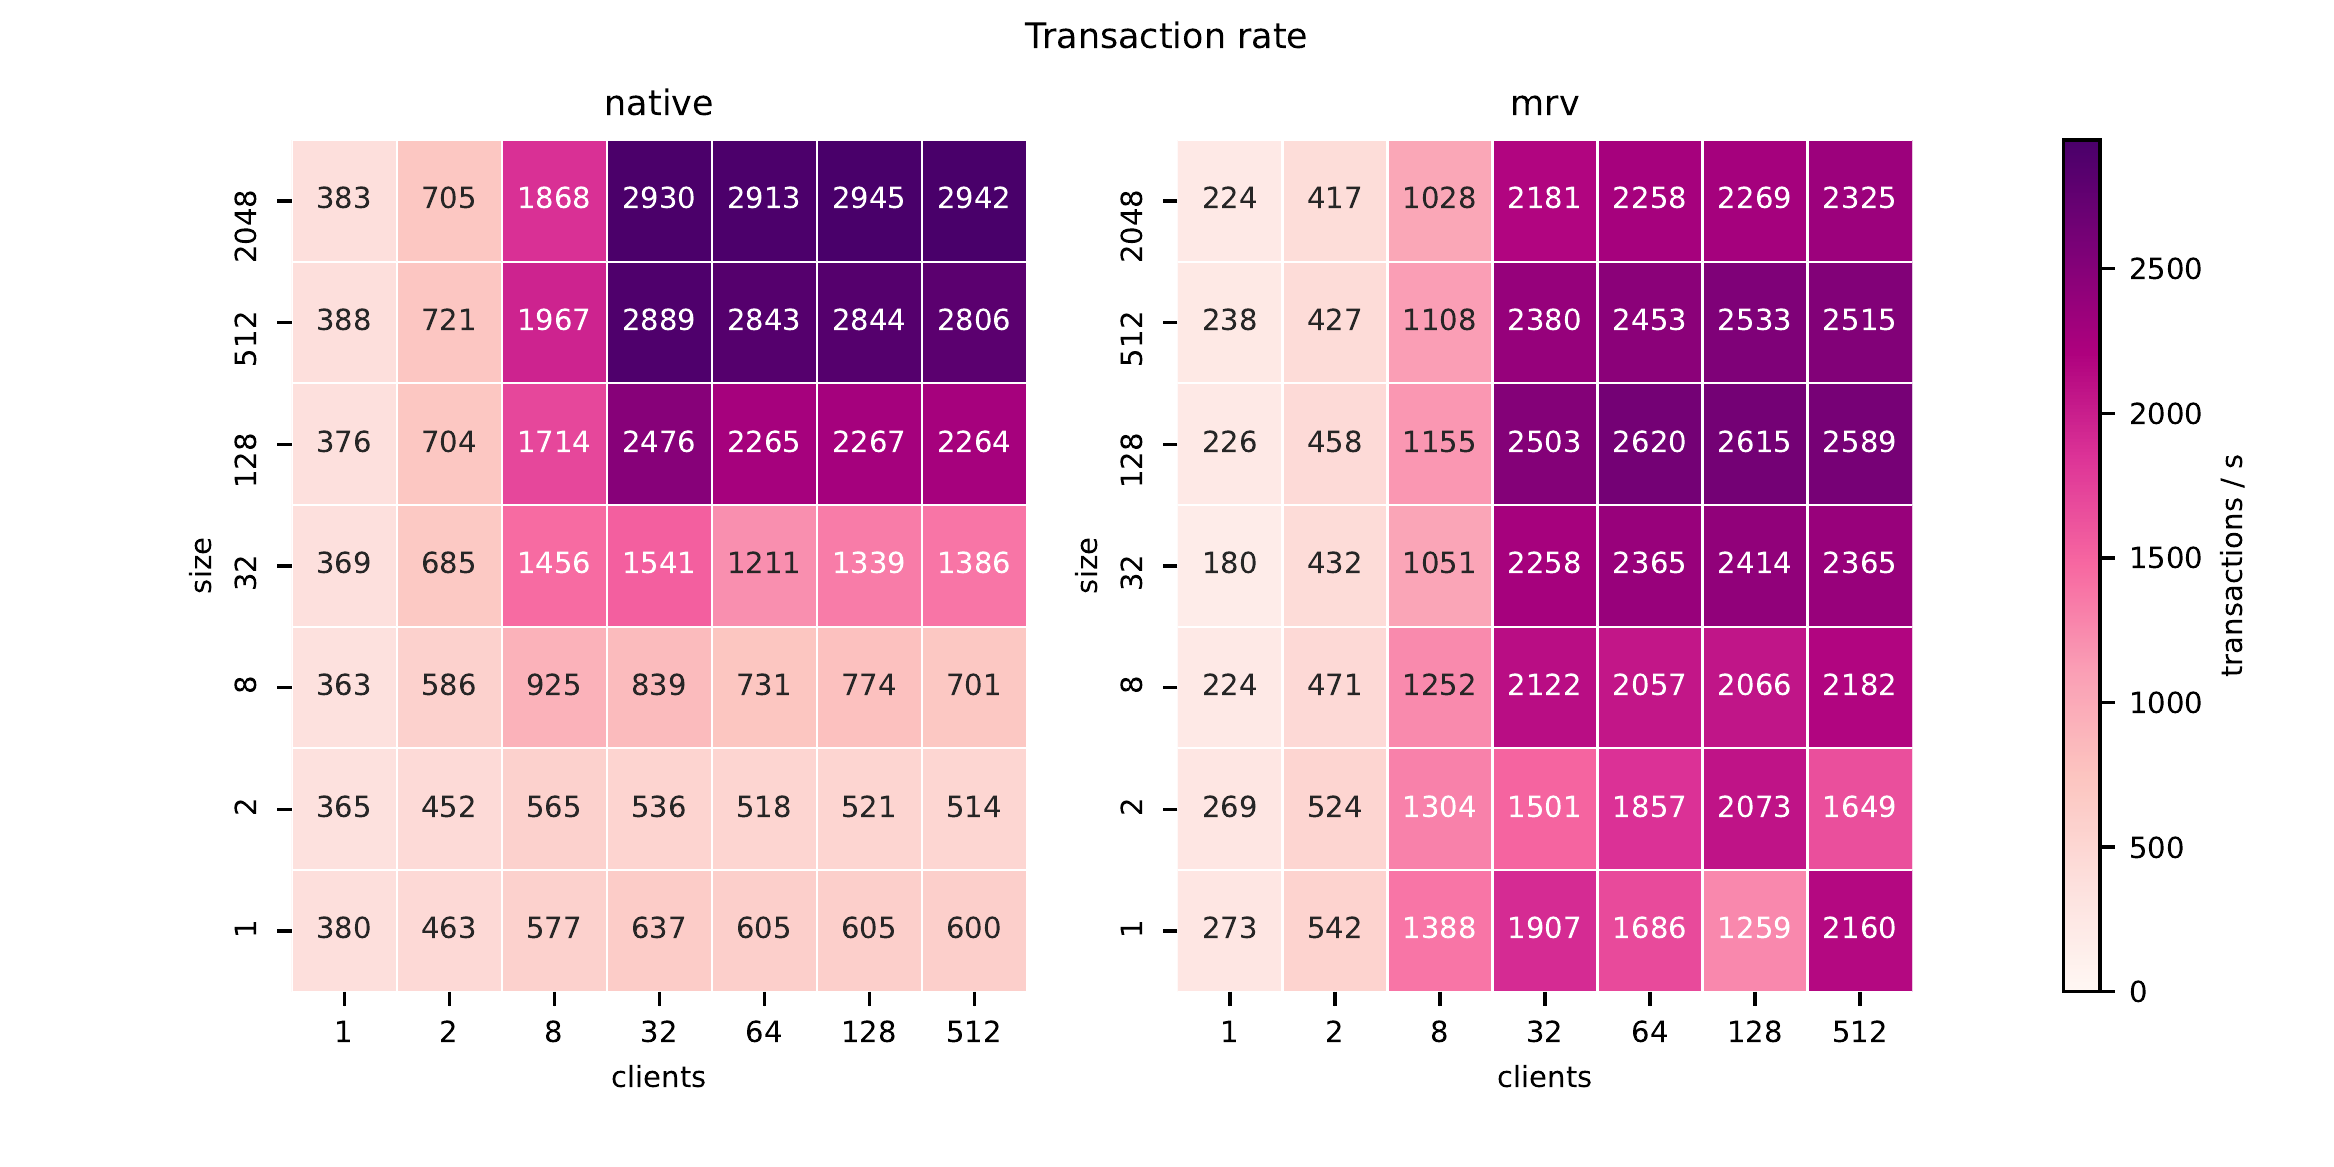 Transaction rate
native
mrv
2048 383 705 1868 2930 2913 2945 2942
512 388 721 1967 2889 2843 2844 2806
128 376 704 1714 2476 2265 2267 2264
32 369 685 1456 1541 1211 1339 1386
8 363 586 925 839 731 774 701
2 365 452 565 536 518 521 514
1 380 463 577 637 605 605 600
1 2 8 32 64 128 512
size
clients
2048 224 417 1028 2181 2258 2269 2325
512 238 427 1108 2380 2453 2533 2515
128 226 458 1155 2503 2620 2615 2589
32 180 432 1051 2258 2365 2414 2365
8 224 471 1252 2122 2057 2066 2182
2 269 524 1304 1501 1857 2073 1649
1 273 542 1388 1907 1686 1259 2160
1 2 8 32 64 128 512
size
clients
2500
2000
1500
1000
500
0
transactions / s